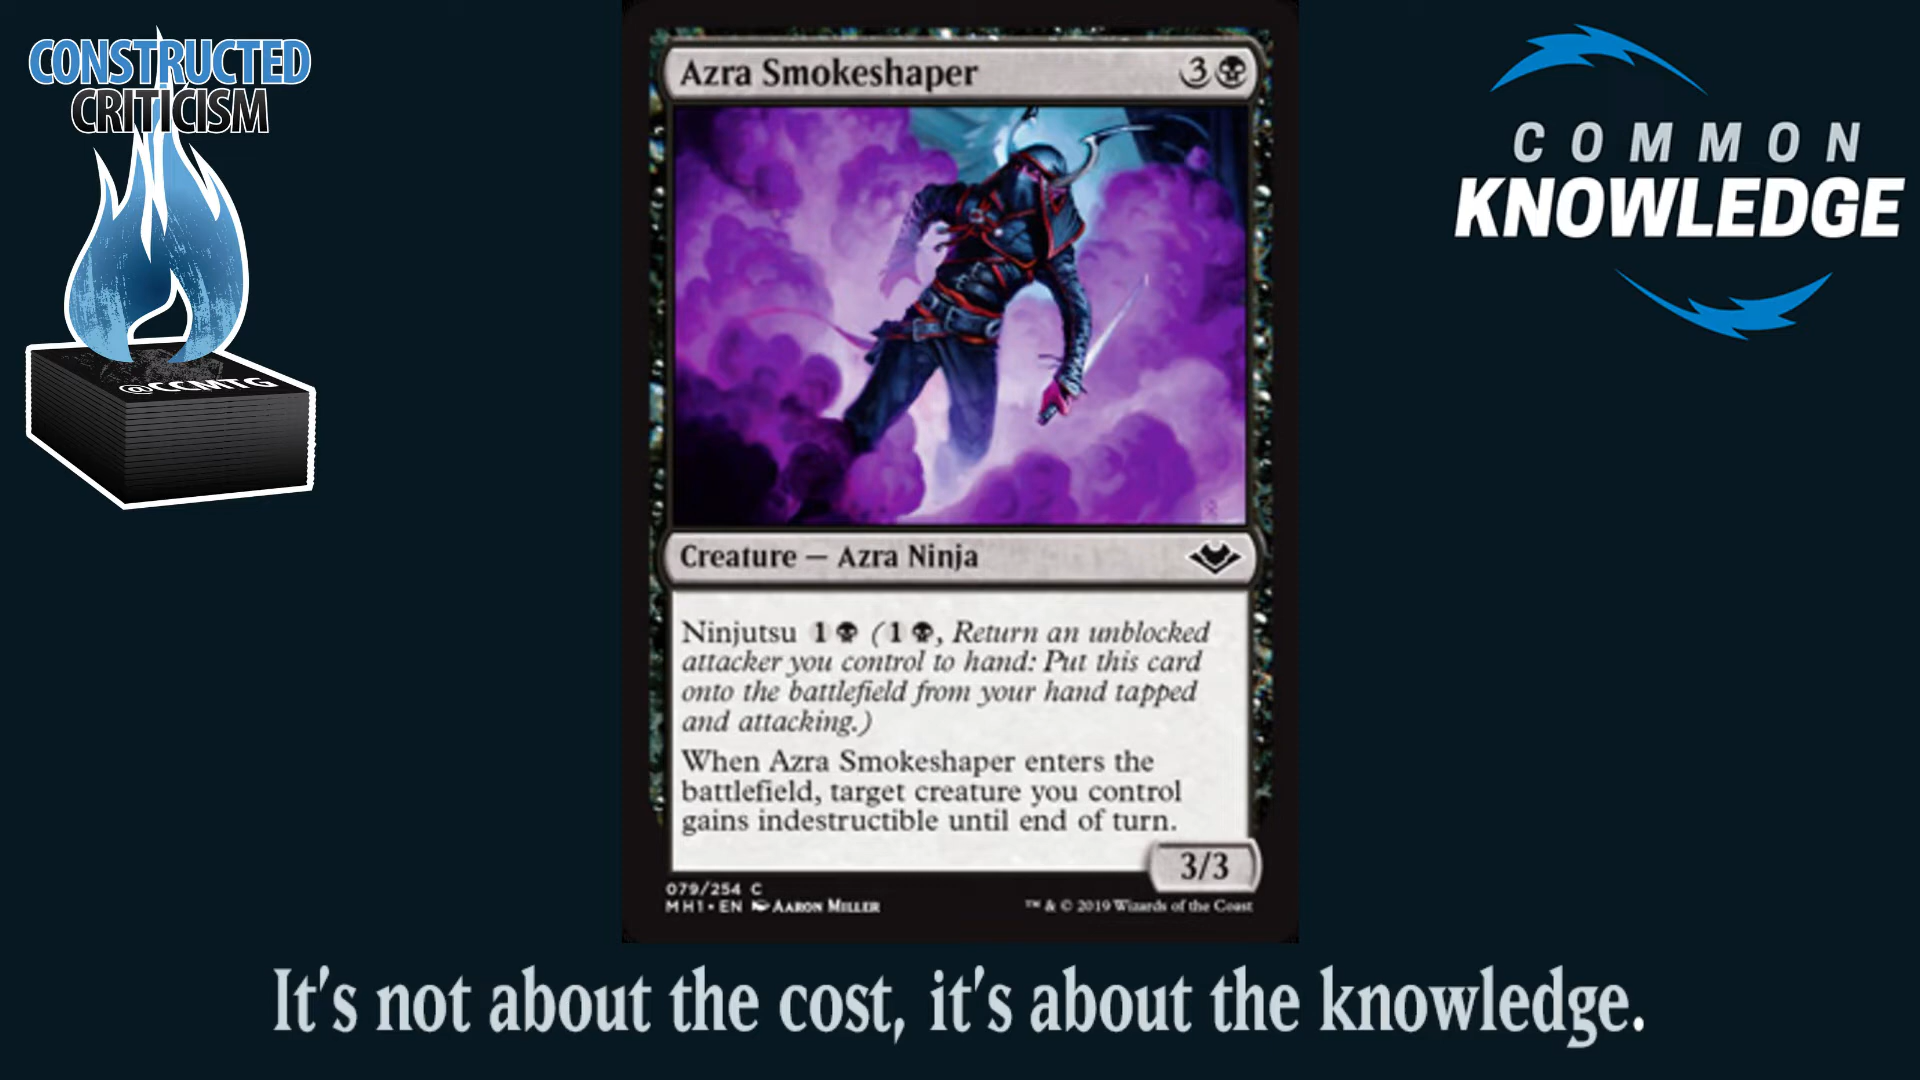 CONSTRUCTED
CRITICISM
@CCMTG
Azra Smokeshaper 3
COMMON
KNOWLEDGE
Creature — Azra Ninja
Ninjutsu 1 (1, Return an unblocked
attacker you control to hand: Put this card
onto the battlefield from your hand tapped
and attacking.)
When Azra Smokeshaper enters the
battlefield, target creature you control
gains indestructible until end of turn.
3/3
079/254 C
MH1 • EN AARON MILLER
™ & © 2019 Wizards of the Coast
It's not about the cost, it's about the knowledge.